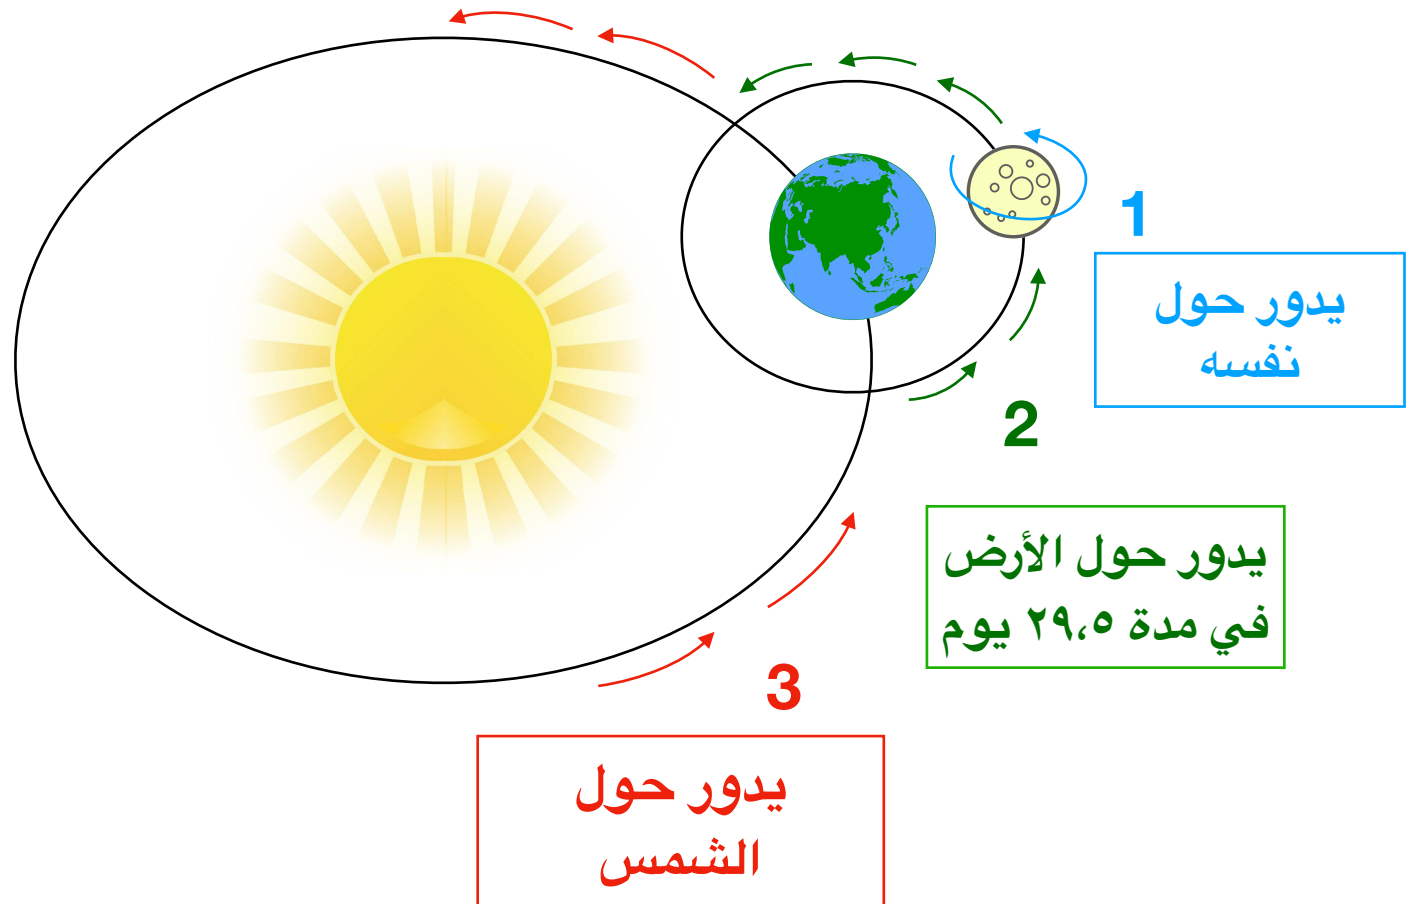 1
يدور حول
نفسه
2
يدور حول الأرض
في مدة ٢٩،٥ يوم
3
يدور حول
الشمس